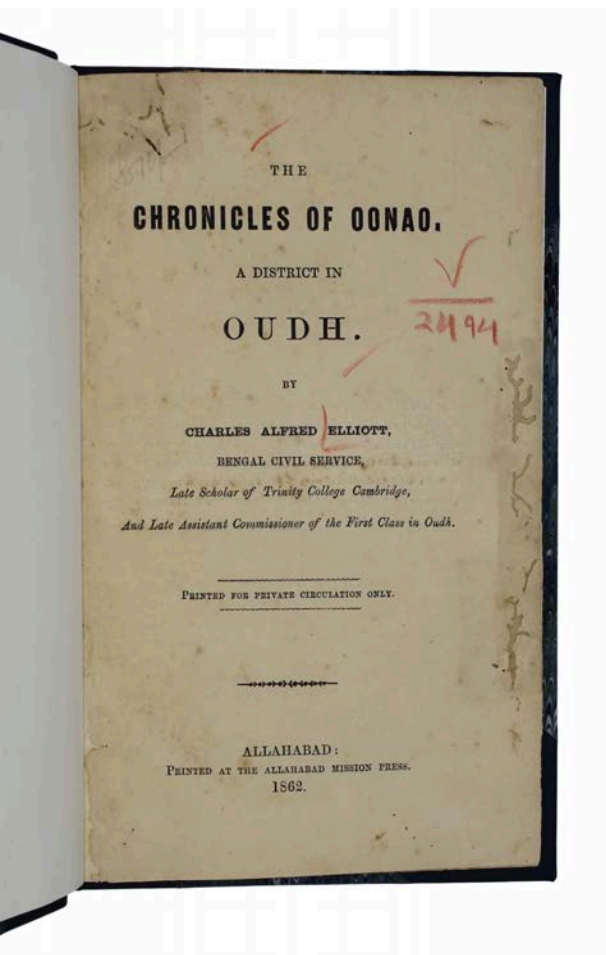 THE
CHRONICLES OF OONAO.
A DISTRICT IN
OUDH.
2494
BY
CHARLES ALFRED ELLIOTT,
BENGAL CIVIL SERVICE,
Late Scholar of Trinity College Cambridge,
And Late Assistant Commissioner of the First Class in Oudh.
PRINTED FOR PRIVATE CIRCULATION ONLY.
ALLAHABAD:
PRINTED AT THE ALLAHABAD MISSION PRESS.
1862.